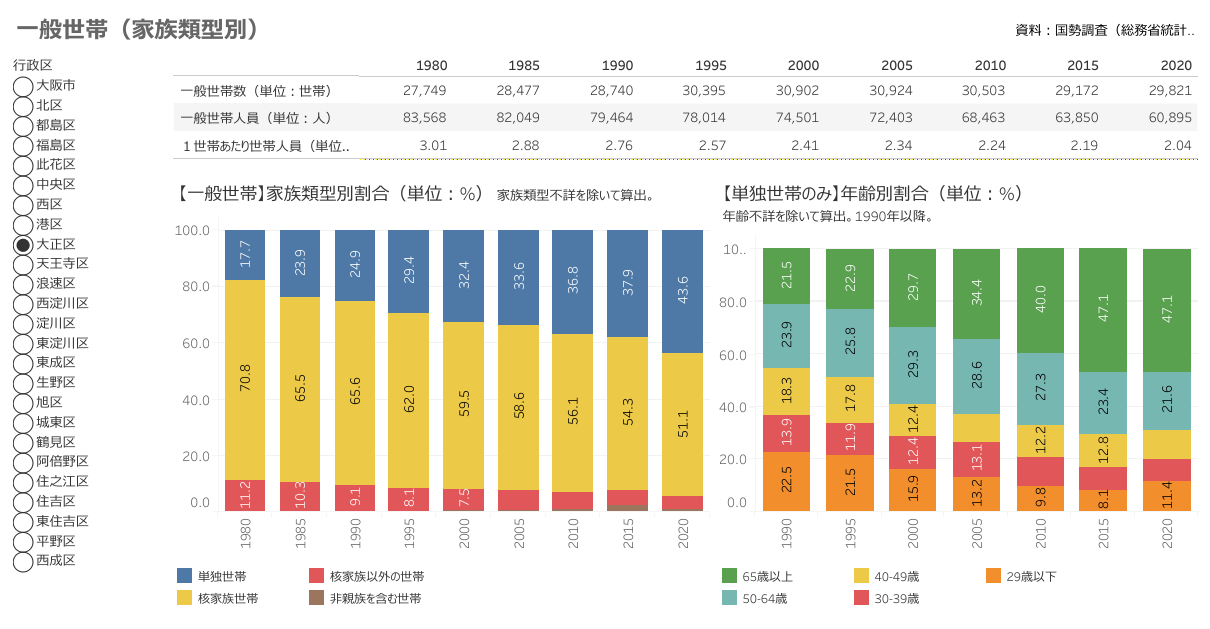 一般世帯（家族類型別）
資料：国勢調査（総務省統計..
行政区
大阪市
北区
都島区
福島区
此花区
中央区
西区
港区
大正区
天王寺区
浪速区
西淀川区
淀川区
東淀川区
東成区
生野区
旭区
城東区
鶴見区
阿倍野区
住之江区
住吉区
東住吉区
平野区
西成区
1980 1985 1990 1995 2000 2005 2010 2015 2020
一般世帯数（単位：世帯） 27,749 28,477 28,740 30,395 30,902 30,924 30,503 29,172 29,821
一般世帯人員（単位：人） 83,568 82,049 79,464 78,014 74,501 72,403 68,463 63,850 60,895
１世帯あたり世帯人員（単位.. 3.01 2.88 2.76 2.57 2.41 2.34 2.24 2.19 2.04
【一般世帯】家族類型別割合（単位：%） 家族類型不詳を除いて算出。
100.0
80.0
60.0
40.0
20.0
0.0
17.7 23.9 24.9 29.4 32.4 33.6 36.8 37.9 43.6
70.8 65.5 65.6 62.0 59.5 58.6 56.1 54.3 51.1
11.2 10.3 9.1 8.1 7.5
1980 1985 1990 1995 2000 2005 2010 2015 2020
単独世帯 核家族以外の世帯
核家族世帯 非親族を含む世帯
【単独世帯のみ】年齢別割合（単位：%）
年齢不詳を除いて算出。1990年以降。
10..
80.0
60.0
40.0
20.0
0.0
21.5 22.9 29.7 34.4 40.0 47.1 47.1
23.9 25.8 29.3 28.6 27.3 23.4 21.6
18.3 17.8 12.4 12.2 12.8
13.9 11.9 12.4 13.1
22.5 21.5 15.9 13.2 9.8 8.1 11.4
1990 1995 2000 2005 2010 2015 2020
65歳以上 40-49歳 29歳以下
50-64歳 30-39歳